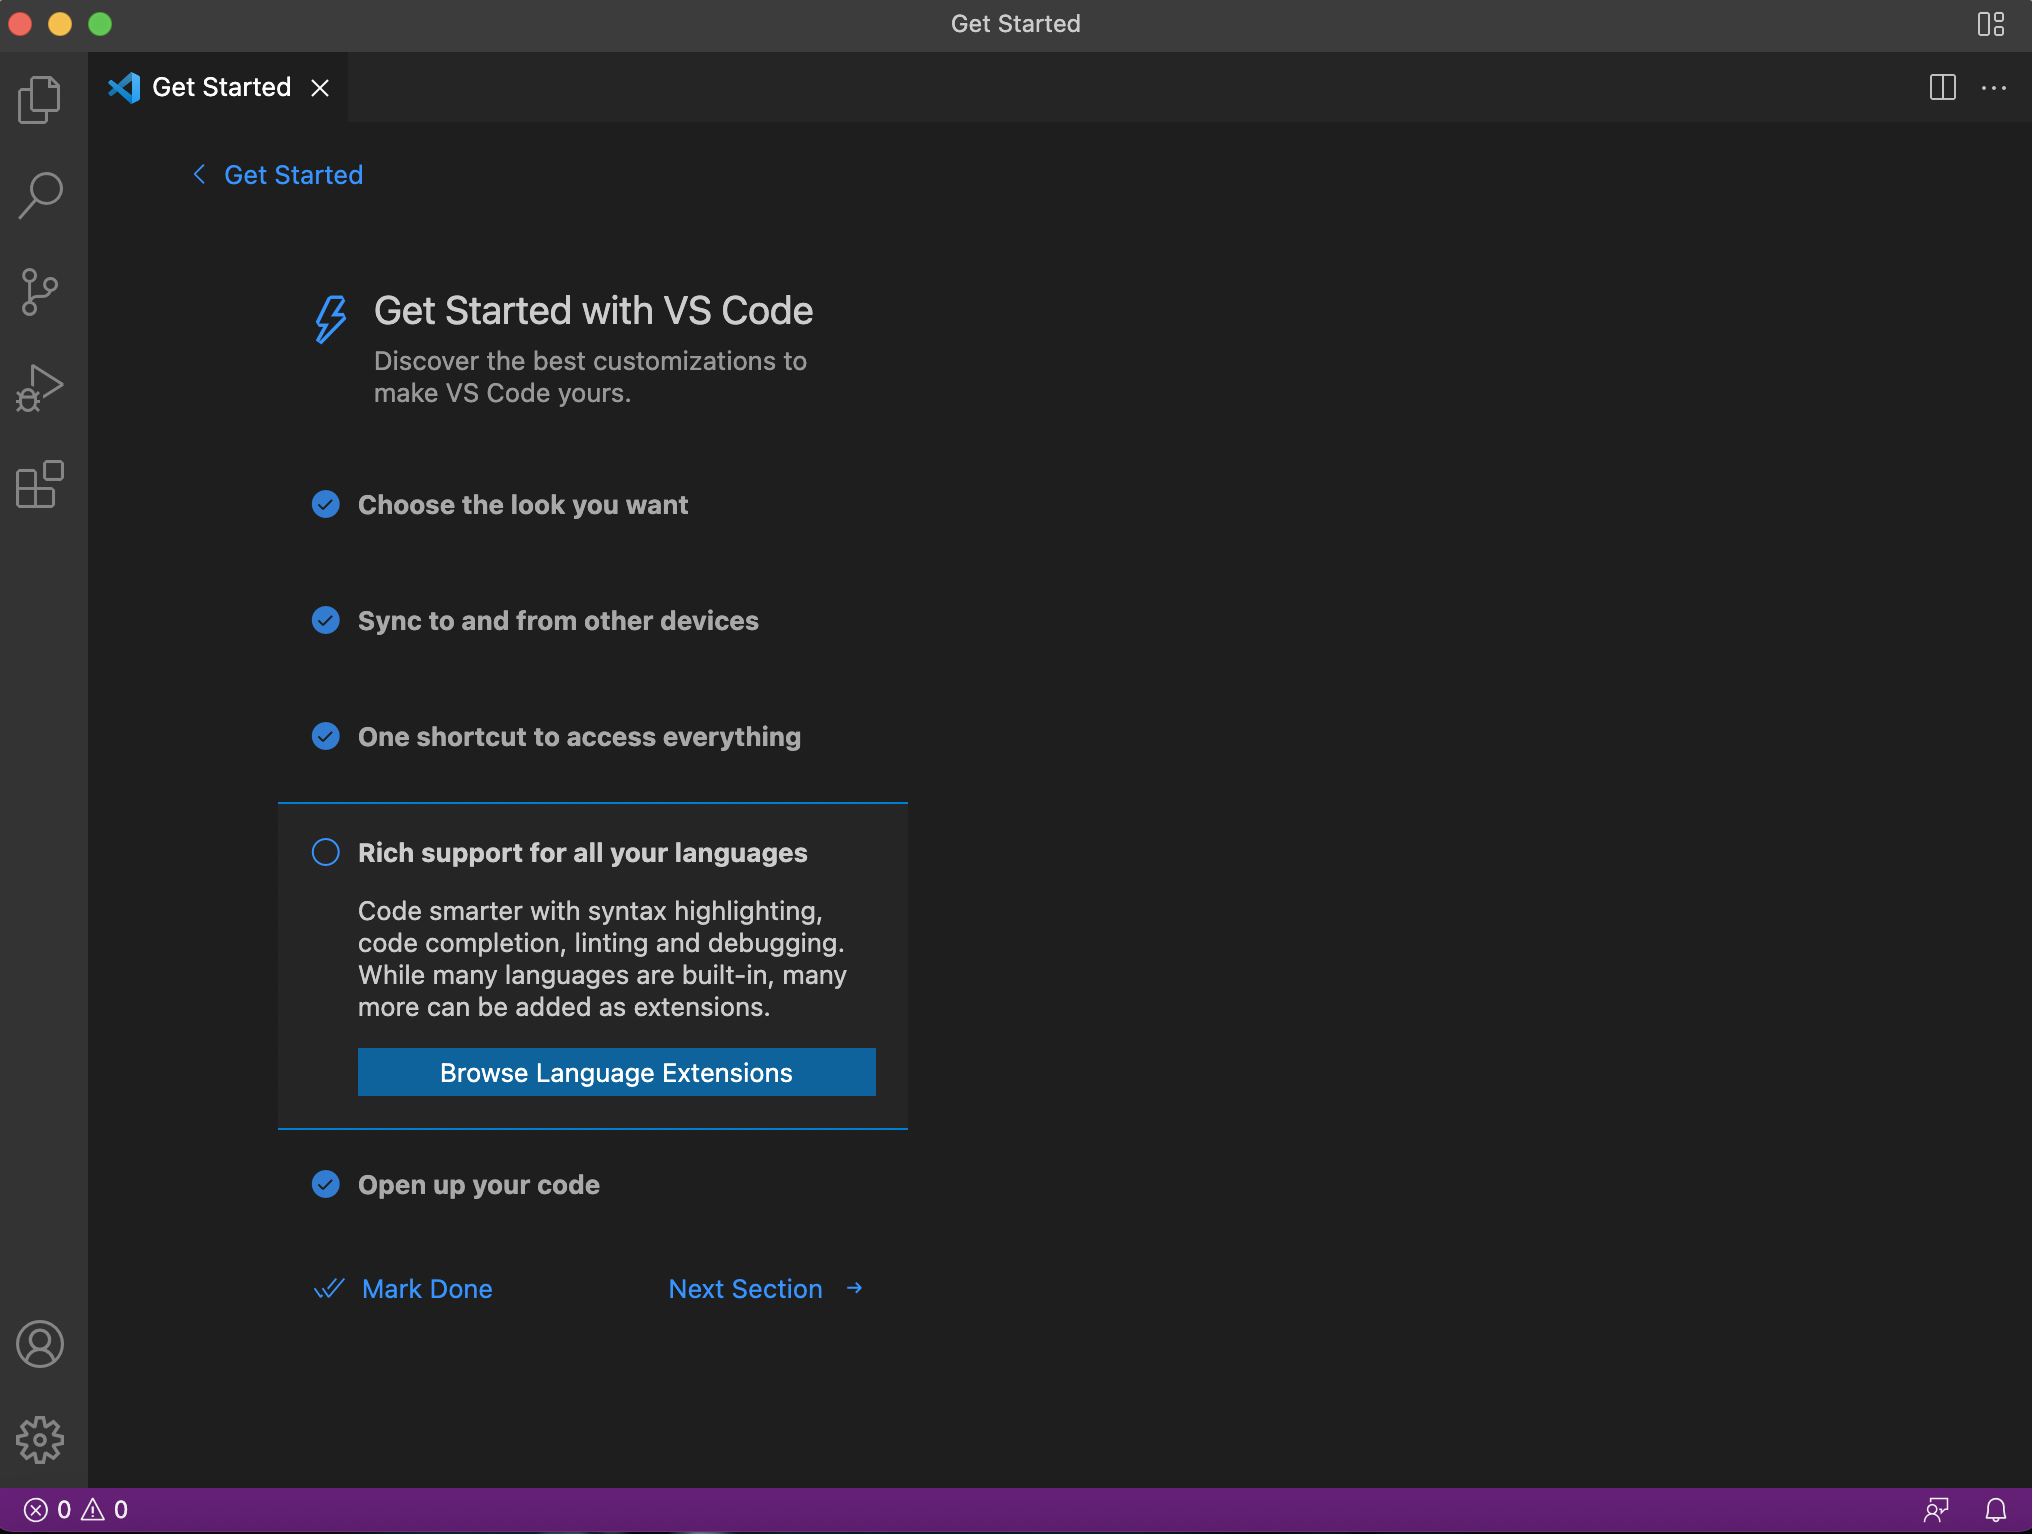 Get Started
Get Started
Get Started
Get Started with VS Code
Discover the best customizations to
make VS Code yours.
Choose the look you want
Sync to and from other devices
One shortcut to access everything
Rich support for all your languages
Code smarter with syntax highlighting,
code completion, linting and debugging.
While many languages are built-in, many
more can be added as extensions.
Browse Language Extensions
Open up your code
Mark Done
Next Section
0 0